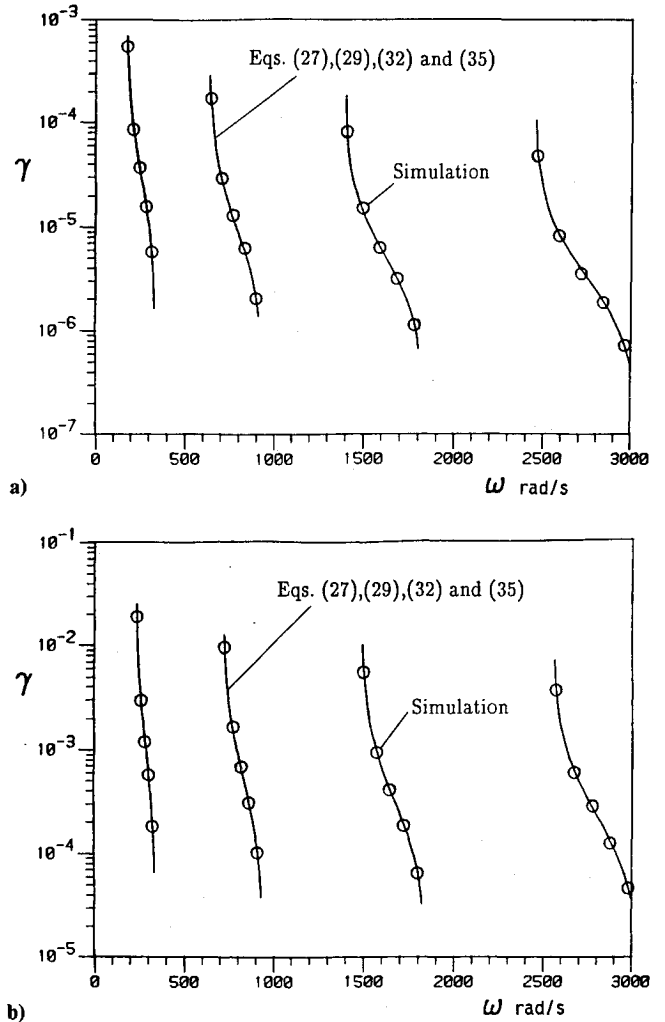 10⁻³
Eqs. (27),(29),(32) and (35)
10⁻⁴
γ
Simulation
10⁻⁵
10⁻⁶
10⁻⁷
0 500 1000 1500 2000 2500 3000
a)
ω rad/s
10⁻¹
Eqs. (27),(29),(32) and (35)
10⁻²
γ
Simulation
10⁻³
10⁻⁴
10⁻⁵
0 500 1000 1500 2000 2500 3000
b)
ω rad/s